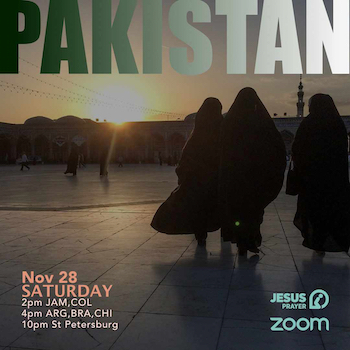 PAKISTAN
Nov 28
SATURDAY
2pm JAM,COL
4pm ARG,BRA,CHI
10pm St Petersburg
JESUS
PRAYER
zoom